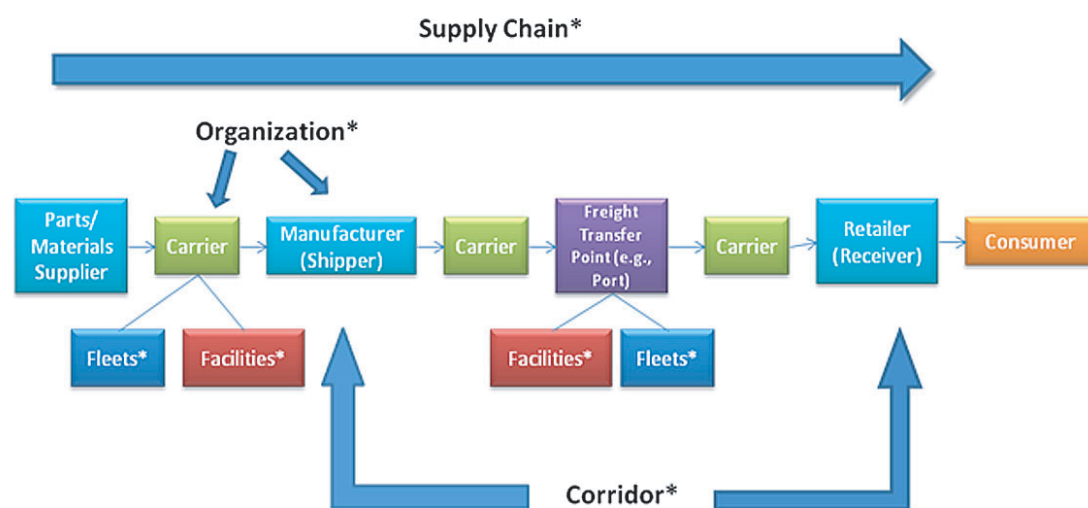 Supply Chain*
Organization*
Parts/
Materials
Supplier
Carrier
Manufacturer
(Shipper)
Carrier
Freight
Transfer
Point (e.g.,
Port)
Carrier
Retailer
(Receiver)
Consumer
Fleets*
Facilities*
Facilities*
Fleets*
Corridor*